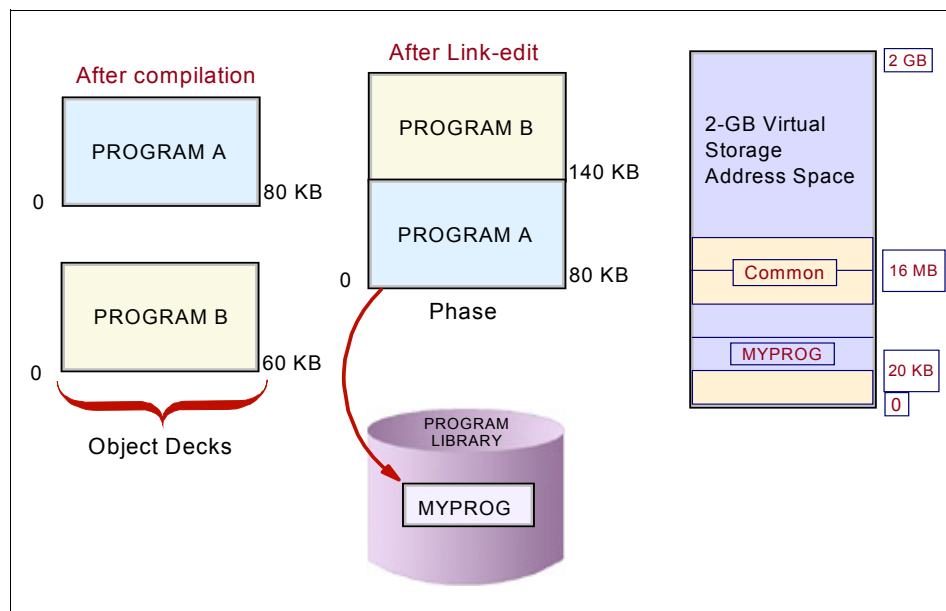 After compilation
PROGRAM A
0
80 KB
PROGRAM B
0
60 KB
Object Decks
After Link-edit
PROGRAM B
140 KB
PROGRAM A
0
80 KB
Phase
PROGRAM
LIBRARY
MYPROG
2 GB
2-GB Virtual
Storage
Address Space
Common
16 MB
MYPROG
20 KB
0